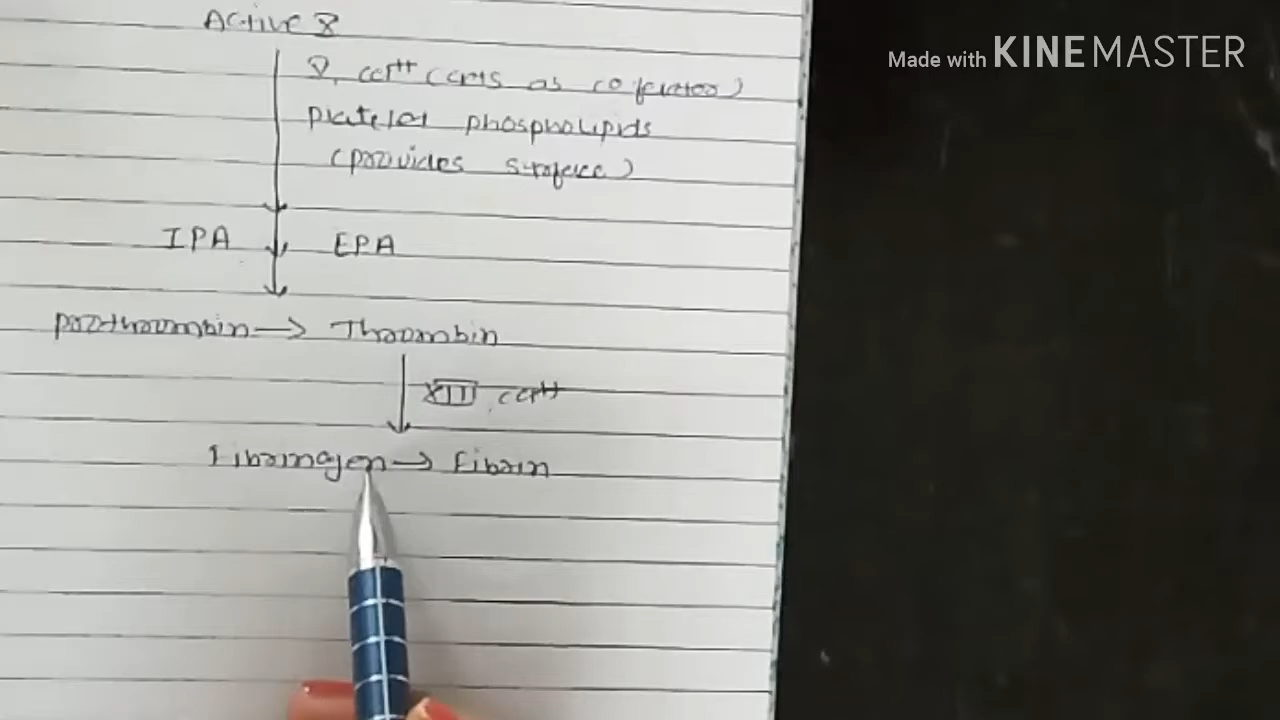 Active X
Made with KINEMASTER
V, Ca++ (acts as cofactor)
platelet phospholipids
(provides surface)
IPA EPA
prothrombin → Thrombin
XIII, Ca++
Fibrinogen → Fibrin